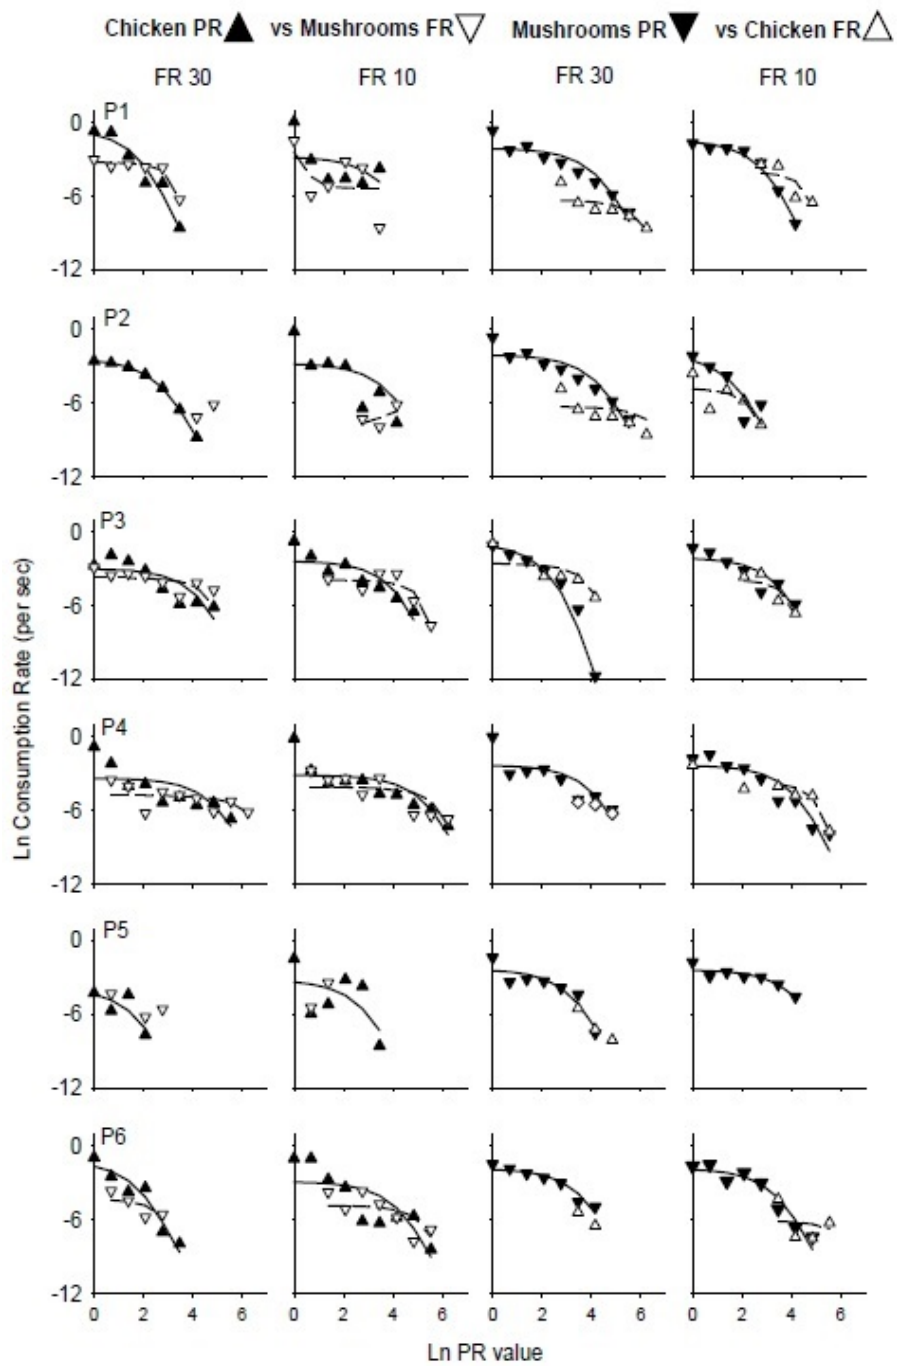 Chicken PR ▲ vs Mushrooms FR ▽ Mushrooms PR ▼ vs Chicken FR △
FR 30 FR 10 FR 30 FR 10
P1
0
-6
-12
P2
0
-6
-12
P3
0
-6
-12
P4
0
-6
-12
P5
0
-6
-12
P6
0
-6
-12
0 2 4 6 0 2 4 6 0 2 4 6 0 2 4 6
Ln Consumption Rate (per sec)
Ln PR value